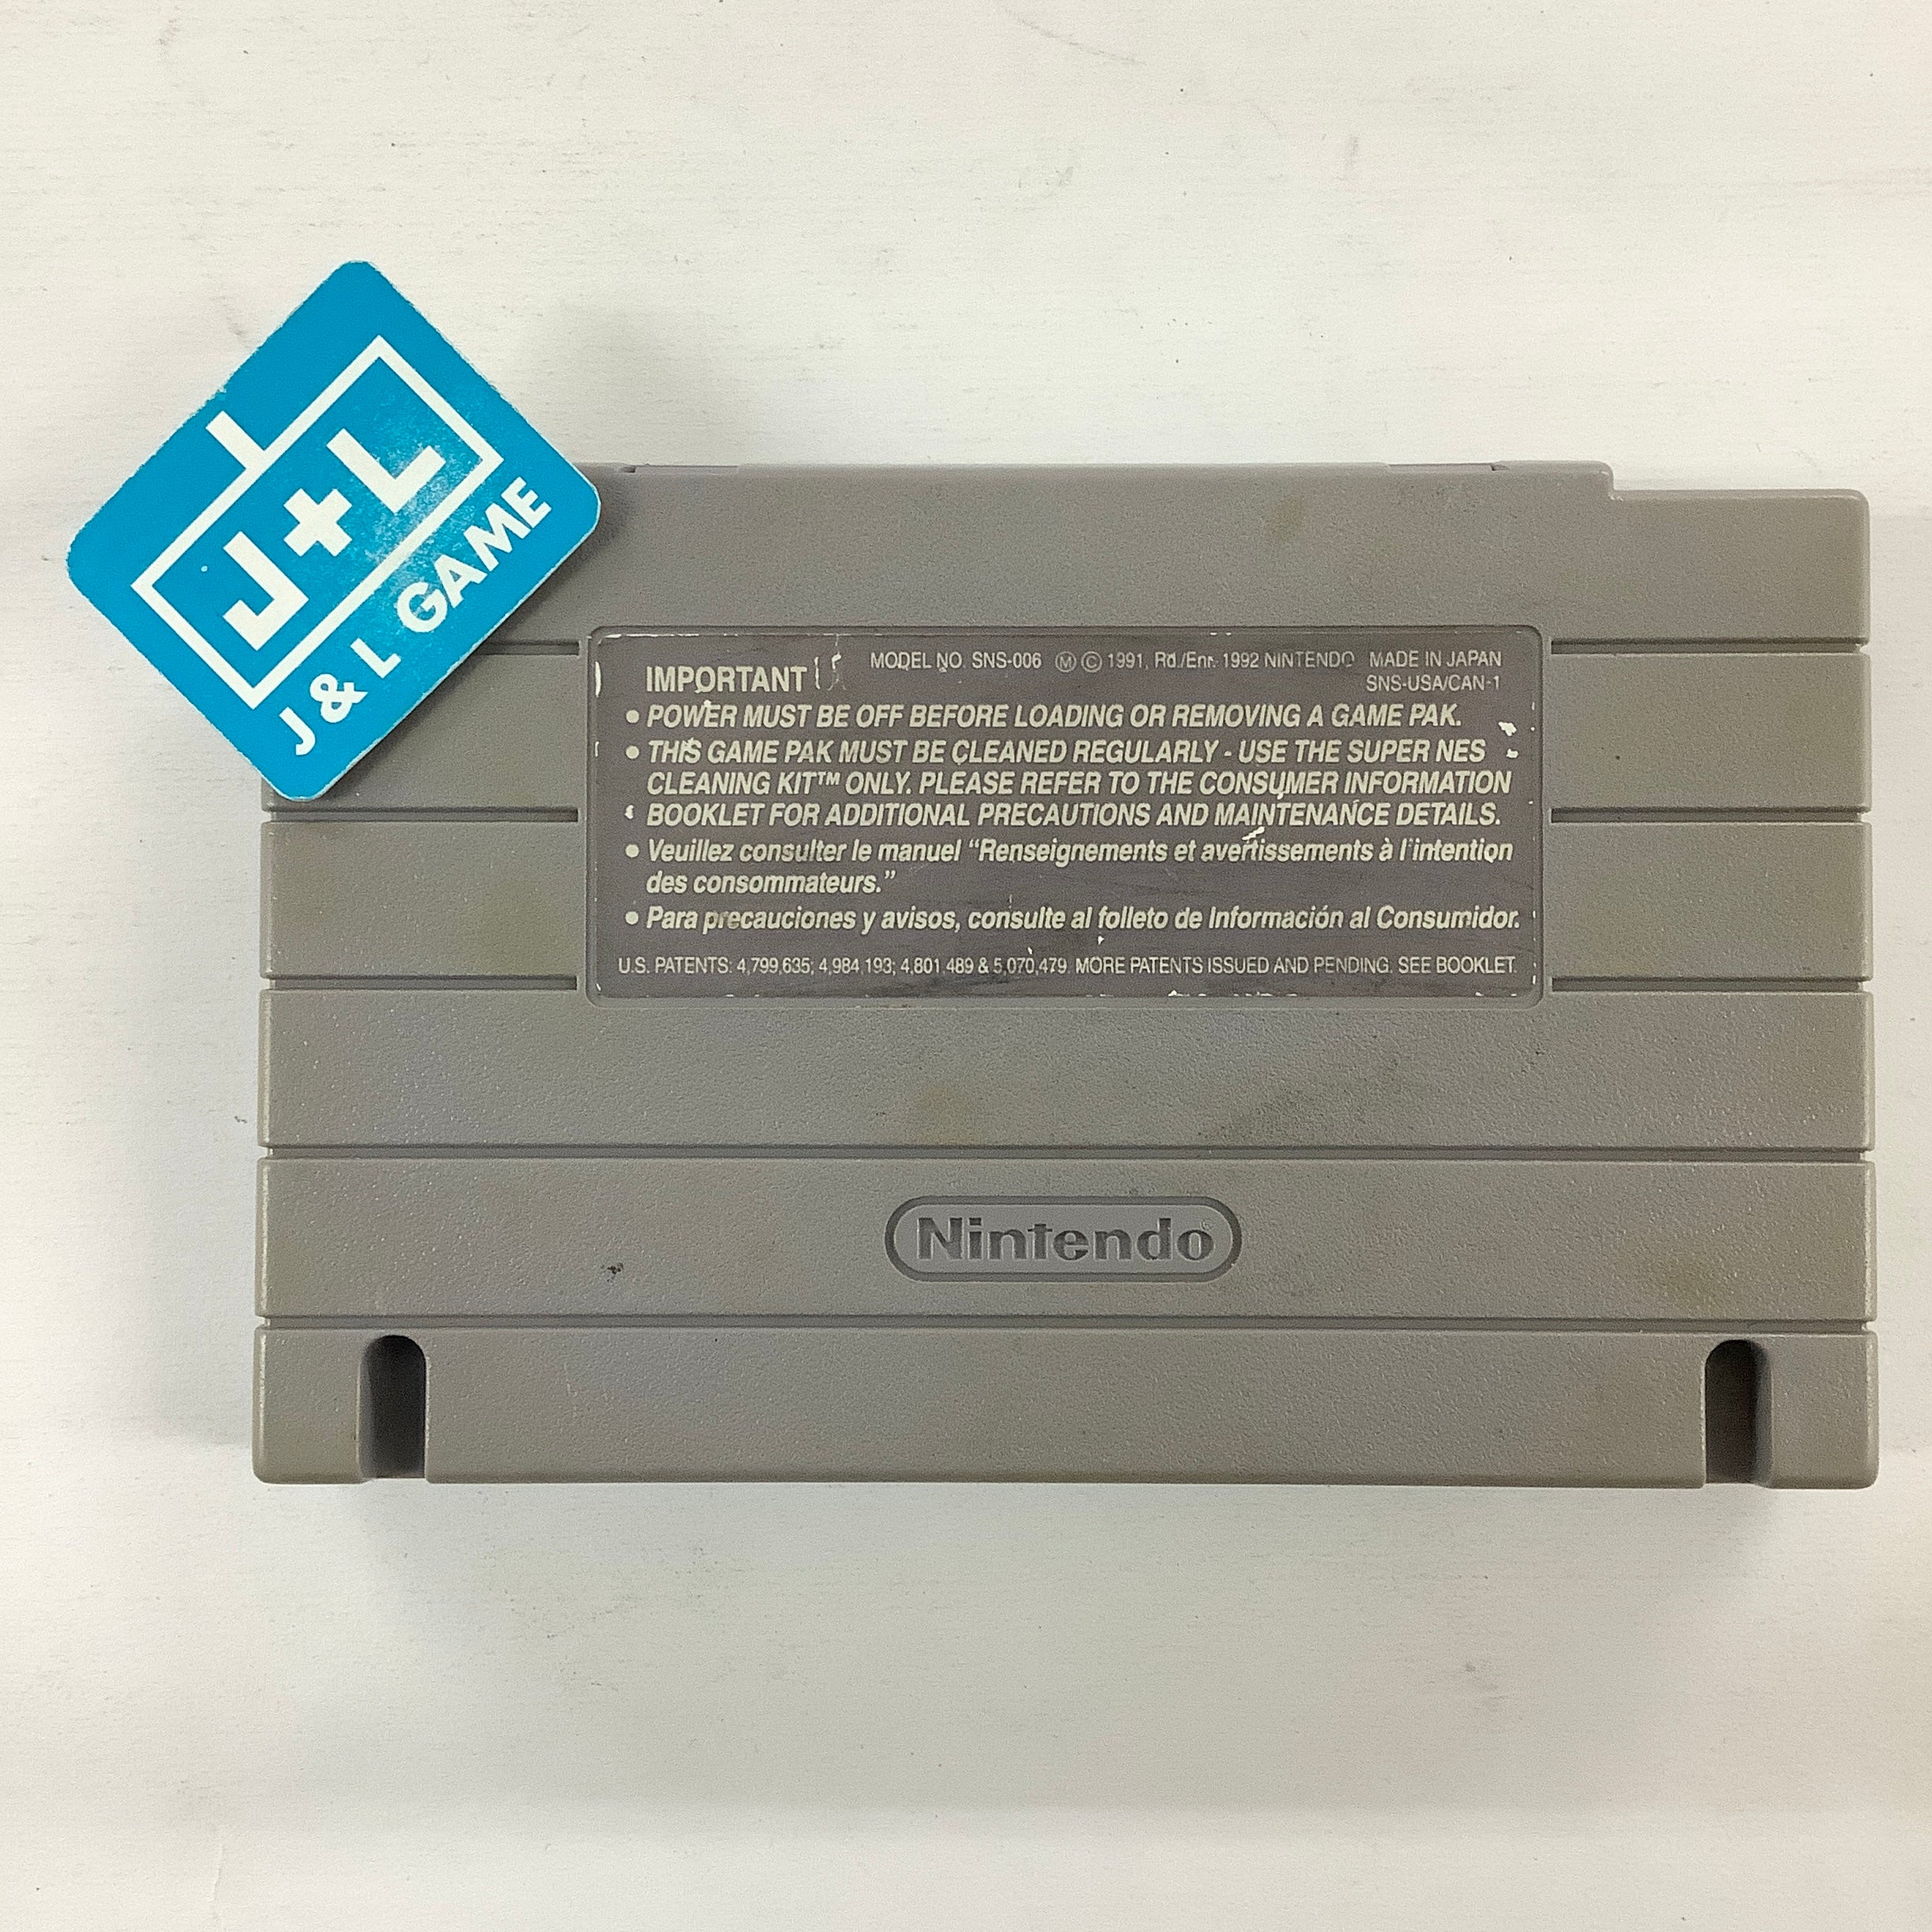 J+L
J & L GAME
IMPORTANT
MODEL NO. SNS-006 Ⓜ © 1991, Rd./Enr. 1992 NINTENDO MADE IN JAPAN
SNS-USA/CAN-1
● POWER MUST BE OFF BEFORE LOADING OR REMOVING A GAME PAK.
● THIS GAME PAK MUST BE CLEANED REGULARLY - USE THE SUPER NES
CLEANING KIT™ ONLY. PLEASE REFER TO THE CONSUMER INFORMATION
BOOKLET FOR ADDITIONAL PRECAUTIONS AND MAINTENANCE DETAILS.
● Veuillez consulter le manuel “Renseignements et avertissements à l'intention
des consommateurs.”
● Para precauciones y avisos, consulte al folleto de Información al Consumidor.
U.S. PATENTS: 4,799,635; 4,984,193; 4,801,489 & 5,070,479. MORE PATENTS ISSUED AND PENDING. SEE BOOKLET.
Nintendo